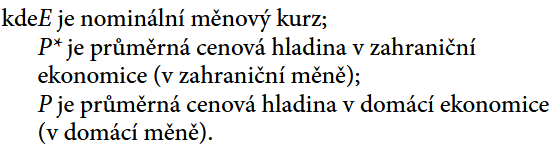 kdeE je nominální měnový kurz;
P* je průměrná cenová hladina v zahraniční
ekonomice (v zahraniční měně);
P je průměrná cenová hladina v domácí ekonomice
(v domácí měně).